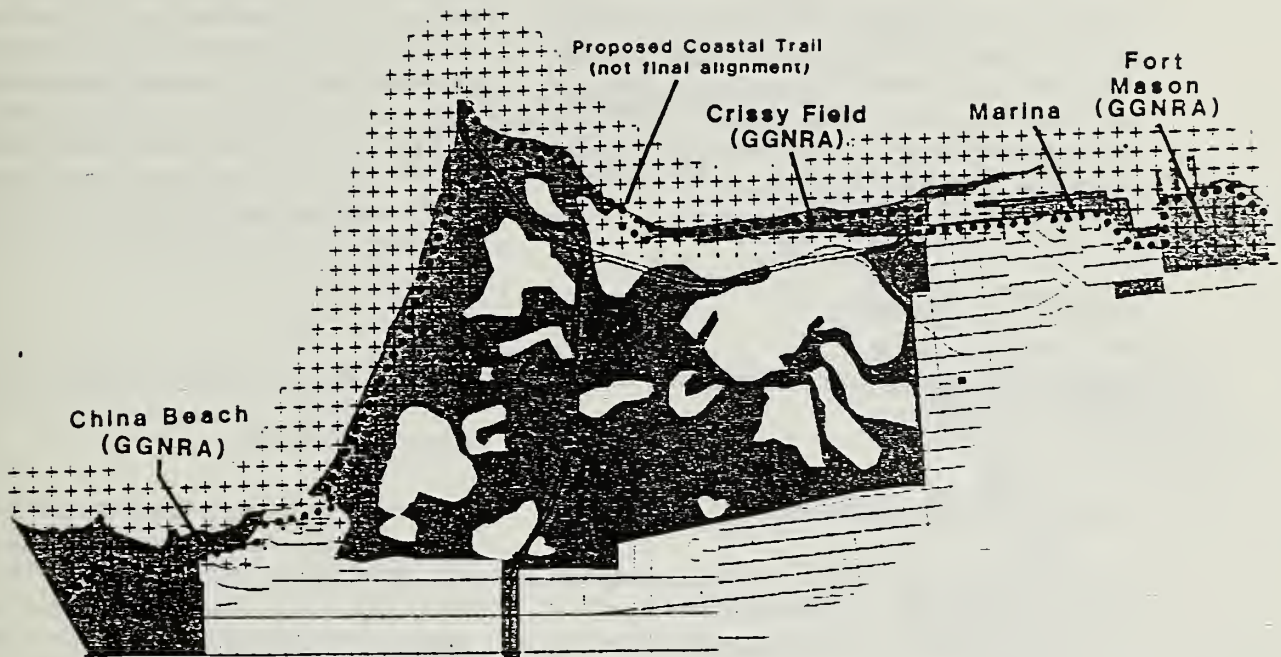 Proposed Coastal Trail
(not final alignment)
Crissy Field
(GGNRA)
Marina
Fort
Mason
(GGNRA)
China Beach
(GGNRA)